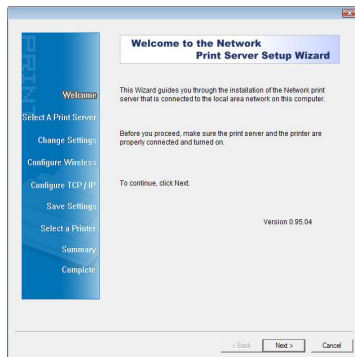 PRINT
Welcome
Select A Print Server
Change Settings
Configure Wireless
Configure TCP / IP
Save Settings
Select a Printer
Summary
Complete
Welcome to the Network
Print Server Setup Wizard
This Wizard guides you through the installation of the Network print
server that is connected to the local area network on this computer.
Before you proceed, make sure the print server and the printer are
properly connected and turned on.
To continue, click Next.
Version 0.95.04
< Back
Next >
Cancel